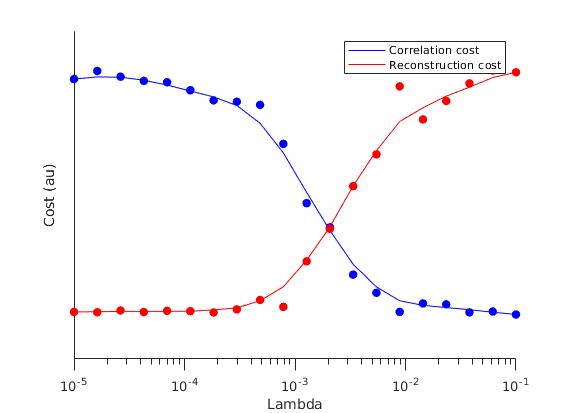 Correlation cost
Reconstruction cost
Cost (au)
10^-5 10^-4 10^-3 10^-2 10^-1
Lambda